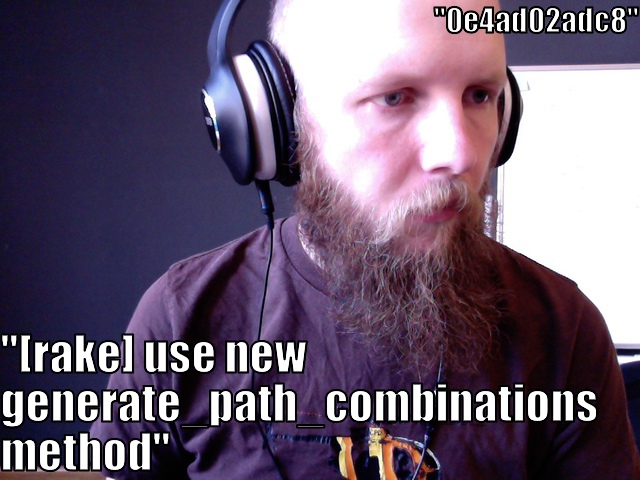 "0e4ad02adc8"
"[rake] use new
generate_path_combinations
method"